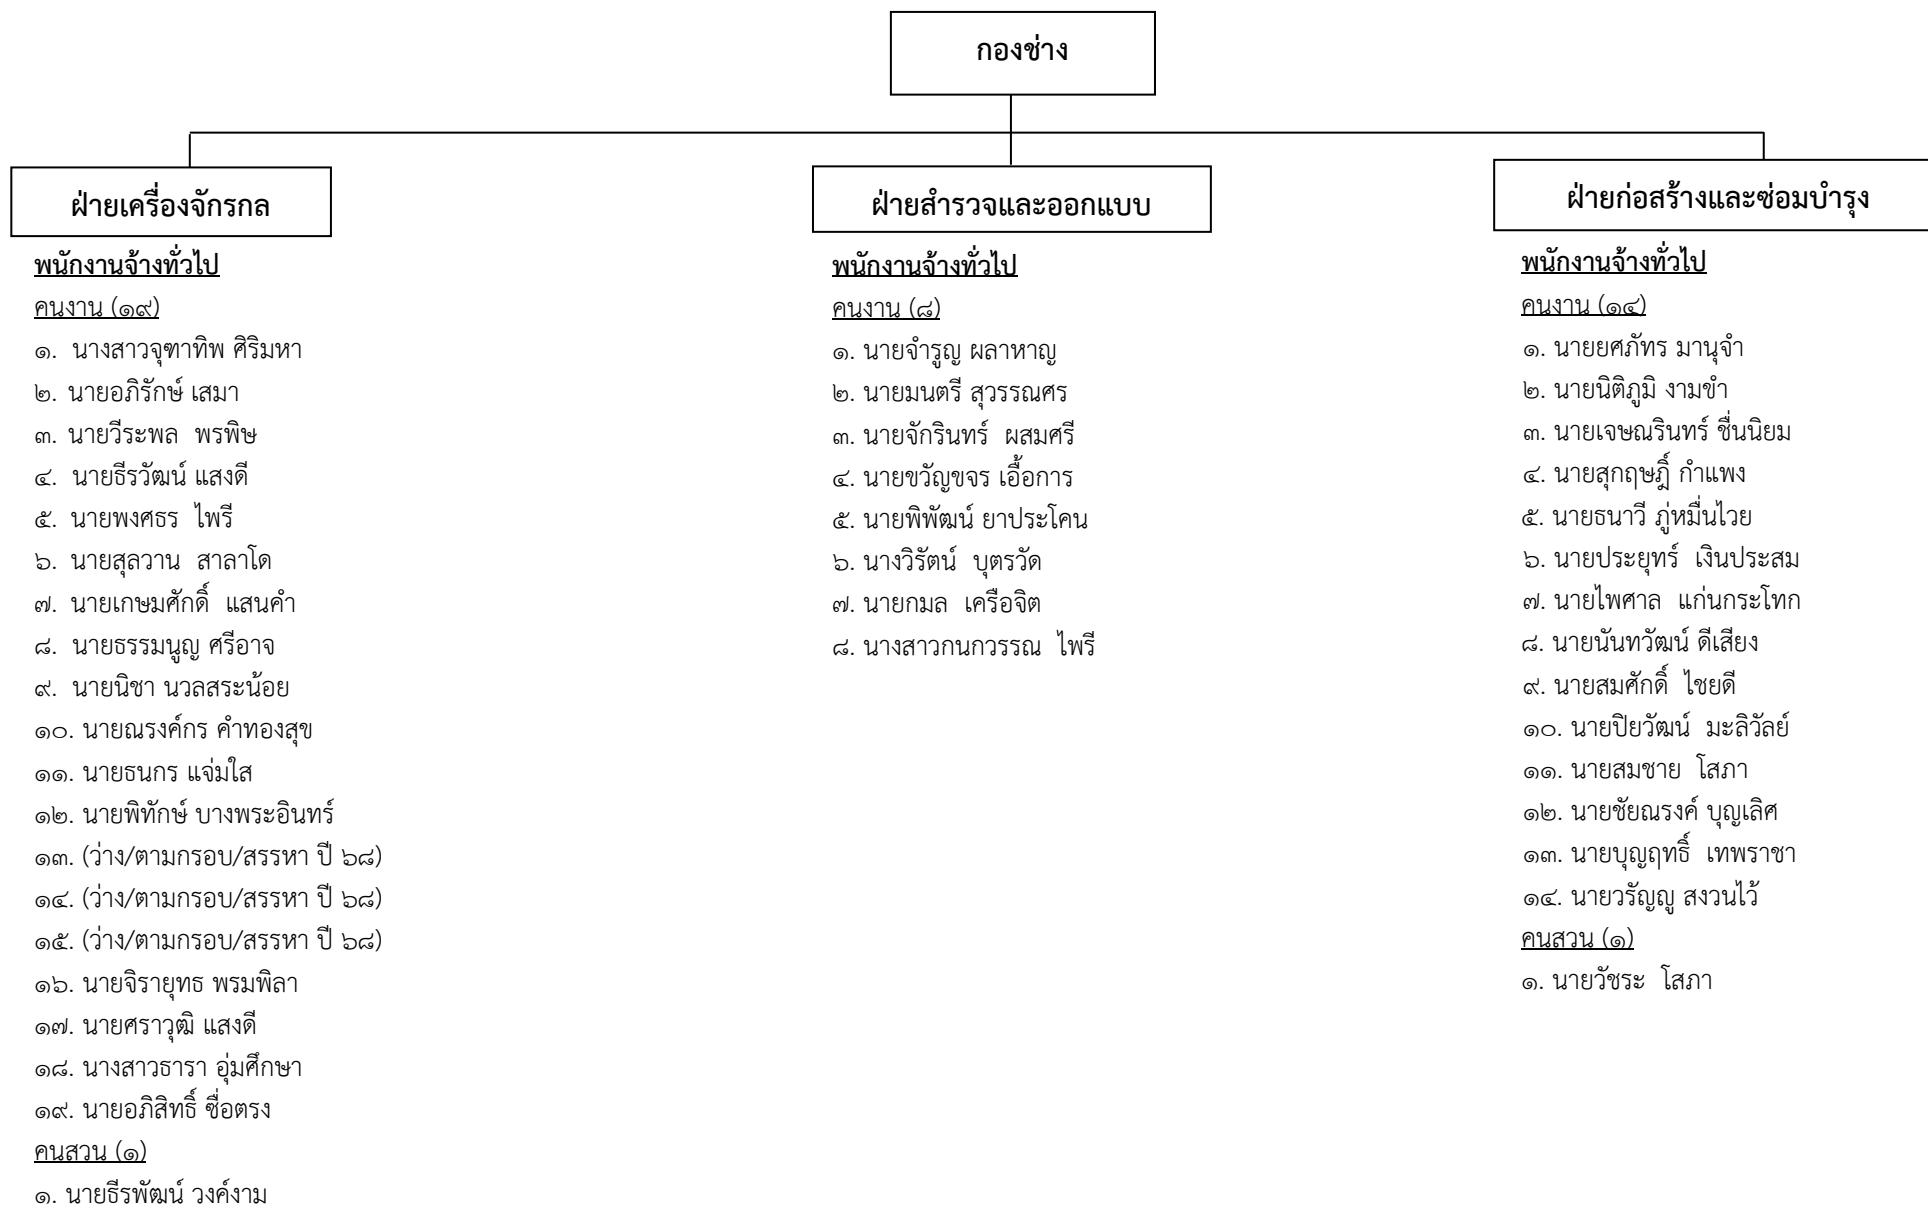 กองช่าง
ฝ่ายเครื่องจักรกล
พนักงานจ้างทั่วไป
คนงาน (๑๙)
๑. นางสาวจุฑาทิพ ศิริมหา
๒. นายอภิรักษ์ เสมา
๓. นายวีระพล พรพิษ
๔. นายธีรวัฒน์ แสงดี
๕. นายพงศธร ไพรี
๖. นายสุลวาน สาลาโด
๗. นายเกษมศักดิ์ แสนคำ
๘. นายธรรมนูญ ศรีอาจ
๙. นายนิชา นวลสระน้อย
๑๐. นายณรงค์กร คำทองสุข
๑๑. นายธนกร แจ่มใส
๑๒. นายพิทักษ์ บางพระอินทร์
๑๓. (ว่าง/ตามกรอบ/สรรหา ปี ๖๘)
๑๔. (ว่าง/ตามกรอบ/สรรหา ปี ๖๘)
๑๕. (ว่าง/ตามกรอบ/สรรหา ปี ๖๘)
๑๖. นายจิรายุทธ พรมพิลา
๑๗. นายศราวุฒิ แสงดี
๑๘. นางสาวธารา อุ่มศึกษา
๑๙. นายอภิสิทธิ์ ซื่อตรง
คนสวน (๑)
๑. นายธีรพัฒน์ วงค์งาม
ฝ่ายสำรวจและออกแบบ
พนักงานจ้างทั่วไป
คนงาน (๘)
๑. นายจำรูญ ผลาหาญ
๒. นายมนตรี สุวรรณศร
๓. นายจักรินทร์ ผสมศรี
๔. นายขวัญขจร เอื้อการ
๕. นายพิพัฒน์ ยาประโคน
๖. นางวิรัตน์ บุตรวัด
๗. นายกมล เครือจิต
๘. นางสาวกนกวรรณ ไพรี
ฝ่ายก่อสร้างและซ่อมบำรุง
พนักงานจ้างทั่วไป
คนงาน (๑๔)
๑. นายยศภัทร มานุจำ
๒. นายนิติภูมิ งามขำ
๓. นายเจษณรินทร์ ชื่นนิยม
๔. นายสุกฤษฎิ์ กำแพง
๕. นายธนาวี ภู่หมื่นไวย
๖. นายประยุทร์ เงินประสม
๗. นายไพศาล แก่นกระโทก
๘. นายนันทวัฒน์ ดีเสียง
๙. นายสมศักดิ์ ไชยดี
๑๐. นายปิยวัฒน์ มะลิวัลย์
๑๑. นายสมชาย โสภา
๑๒. นายชัยณรงค์ บุญเลิศ
๑๓. นายบุญฤทธิ์ เทพราชา
๑๔. นายวรัญญู สงวนไว้
คนสวน (๑)
๑. นายวัชระ โสภา